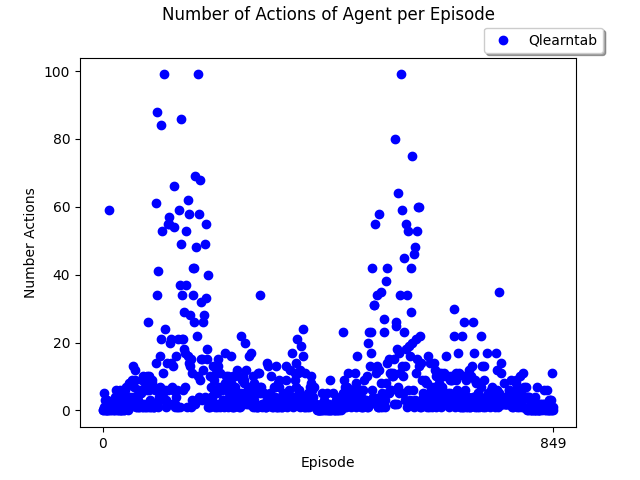 Number of Actions of Agent per Episode
Qlearntab
100
80
60
40
20
0
Number Actions
0
849
Episode